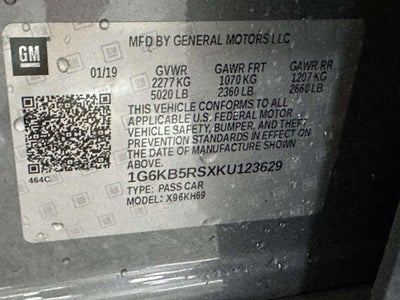 GM
MFD BY GENERAL MOTORS LLC
01/19 GVWR GAWR FRT GAWR RR
2277 KG 1070 KG 1207 KG
5020 LB 2360 LB 2660 LB
THIS VEHICLE CONFORMS TO ALL
APPLICABLE U.S. FEDERAL MOTOR
VEHICLE SAFETY, BUMPER, AND THEFT
PREVENTION STANDARDS IN EFFECT ON
THE DATE OF MANUFACTURE SHOWN
ABOVE.
464C
1G6KB5RSXKU123629
TYPE: PASS CAR
MODEL: X96KH69